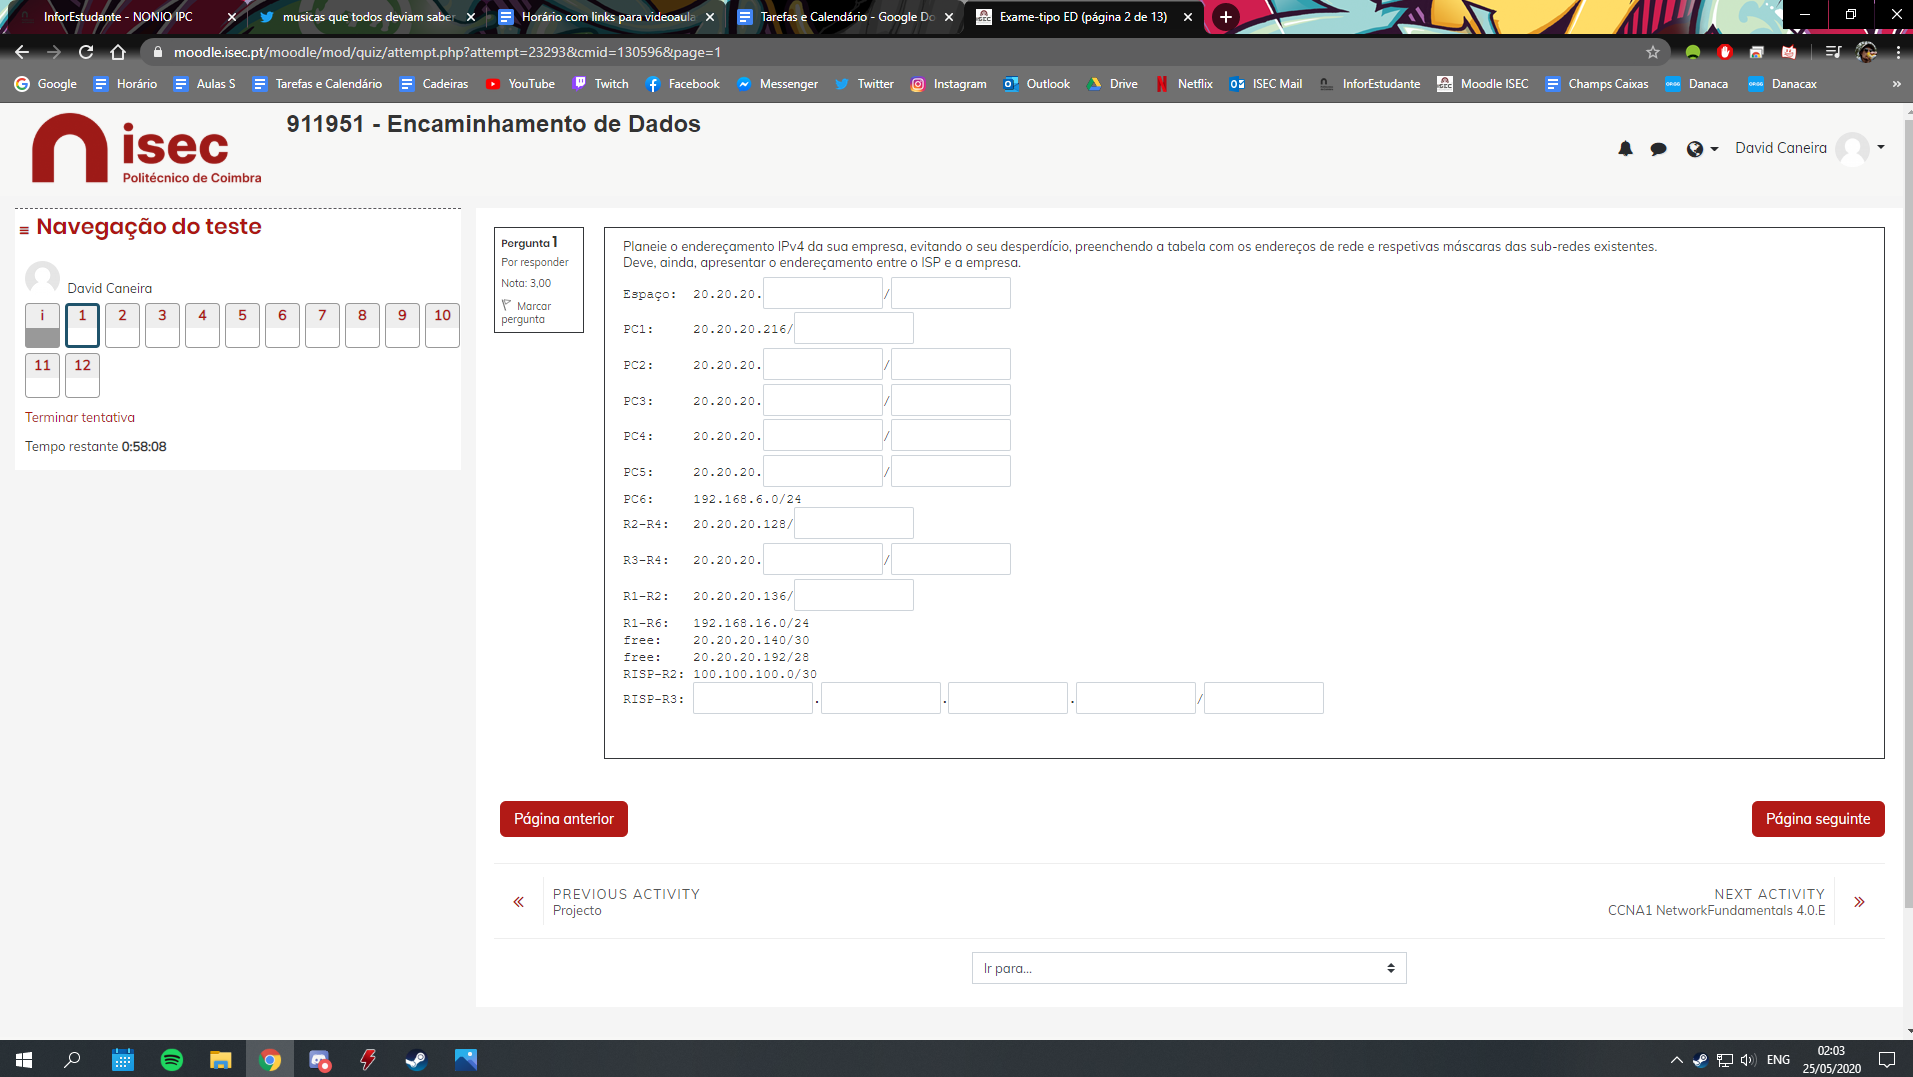 InforEstudante - NONIO IPC
musicas que todos deviam saber
Horário com links para videoaula
Tarefas e Calendário - Google Do
Exame-tipo ED (página 2 de 13)
moodle.isec.pt/moodle/mod/quiz/attempt.php?attempt=23293&cmid=130596&page=1
Google Horário Aulas S Tarefas e Calendário Cadeiras YouTube Twitch Facebook Messenger Twitter Instagram Outlook Drive Netflix ISEC Mail InforEstudante Moodle ISEC Champs Caixas Danaca Danacax »
isec
Politécnico de Coimbra
911951 - Encaminhamento de Dados
David Caneira
Navegação do teste
David Caneira
i 1 2 3 4 5 6 7 8 9 10
11 12
Terminar tentativa
Tempo restante 0:58:08
Pergunta 1
Por responder
Nota: 3,00
Marcar
pergunta
Planeie o endereçamento IPv4 da sua empresa, evitando o seu desperdício, preenchendo a tabela com os endereços de rede e respetivas máscaras das sub-redes existentes.
Deve, ainda, apresentar o endereçamento entre o ISP e a empresa.
Espaço: 20.20.20. /
PC1: 20.20.20.216/
PC2: 20.20.20. /
PC3: 20.20.20. /
PC4: 20.20.20. /
PC5: 20.20.20. /
PC6: 192.168.6.0/24
R2-R4: 20.20.20.128/
R3-R4: 20.20.20. /
R1-R2: 20.20.20.136/
R1-R6: 192.168.16.0/24
free: 20.20.20.140/30
free: 20.20.20.192/28
RISP-R2: 100.100.100.0/30
RISP-R3: . . . /
Página anterior
Página seguinte
« PREVIOUS ACTIVITY
Projecto
NEXT ACTIVITY »
CCNA1 NetworkFundamentals 4.0.E
Ir para...
ENG
02:03
25/05/2020